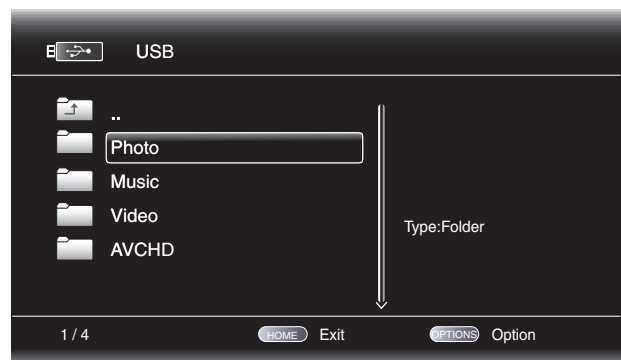 USB
..
Photo
Music
Video
Type:Folder
AVCHD
1 / 4
HOME Exit
OPTIONS Option